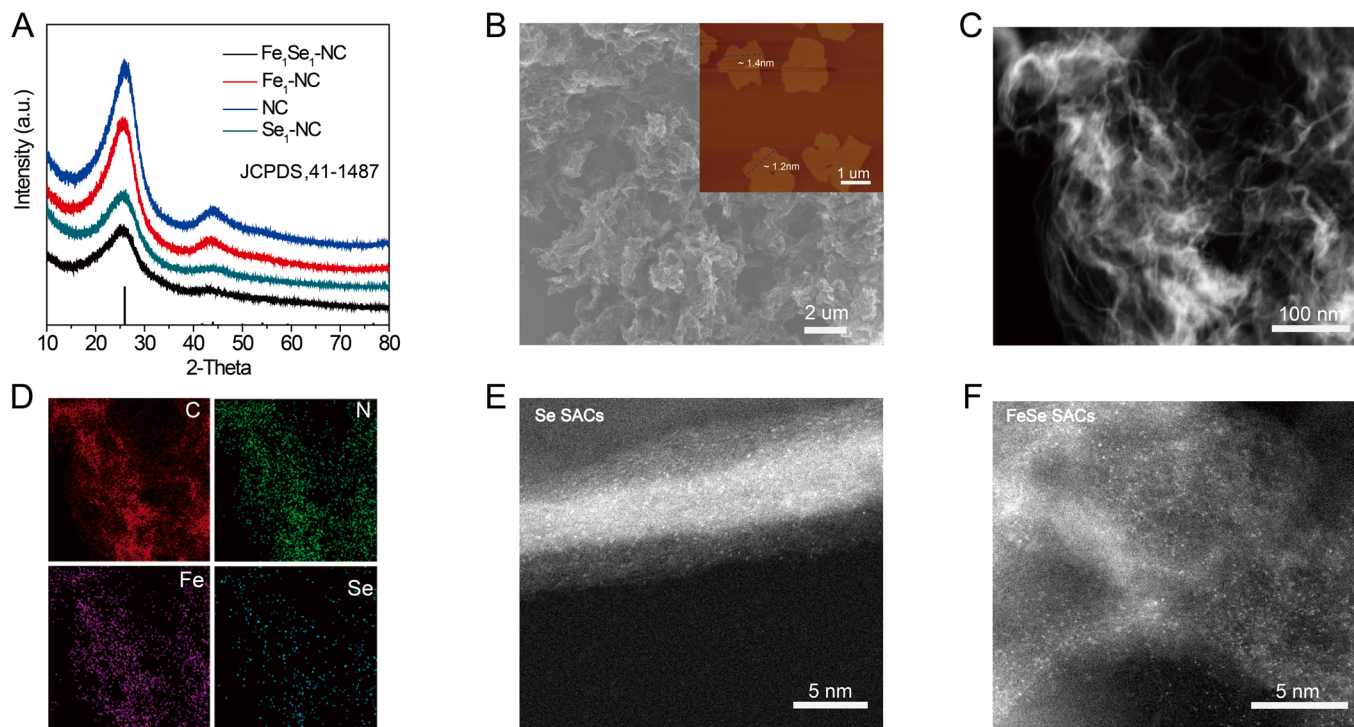 A
Intensity (a.u.)
Fe₁Se₁-NC
Fe₁-NC
NC
Se₁-NC
JCPDS,41-1487
10 20 30 40 50 60 70 80
2-Theta
B
~ 1.4nm
~ 1.2nm
1 um
2 um
C
100 nm
D
C
N
Fe
Se
E
Se SACs
5 nm
F
FeSe SACs
5 nm